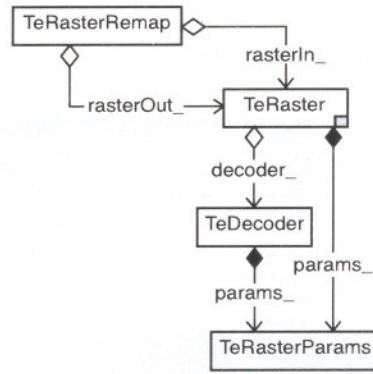 TeRasterRemap
rasterIn_
rasterOut_
TeRaster
decoder_
TeDecoder
params_
params_
TeRasterParams